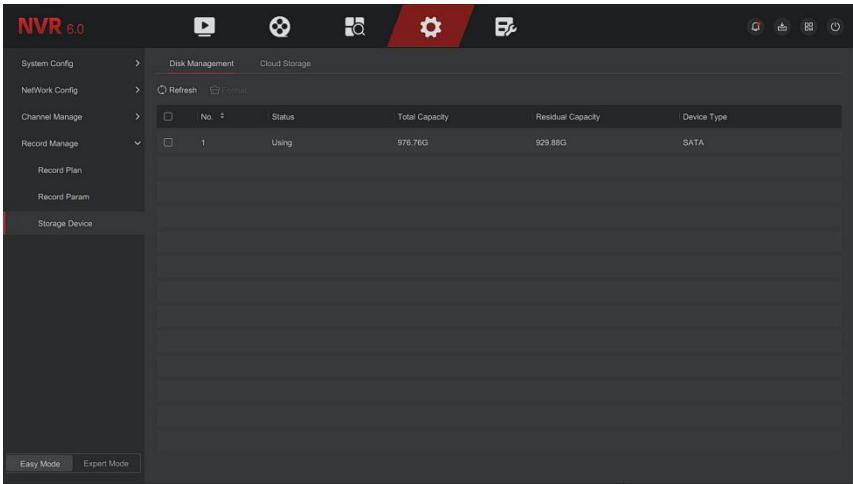 NVR 6.0
System Config
Disk Management Cloud Storage
NetWork Config
Refresh Format
Channel Manage
No. Status Total Capacity Residual Capacity Device Type
Record Manage
1 Using 976.76G 929.88G SATA
Record Plan
Record Param
Storage Device
Easy Mode Expert Mode